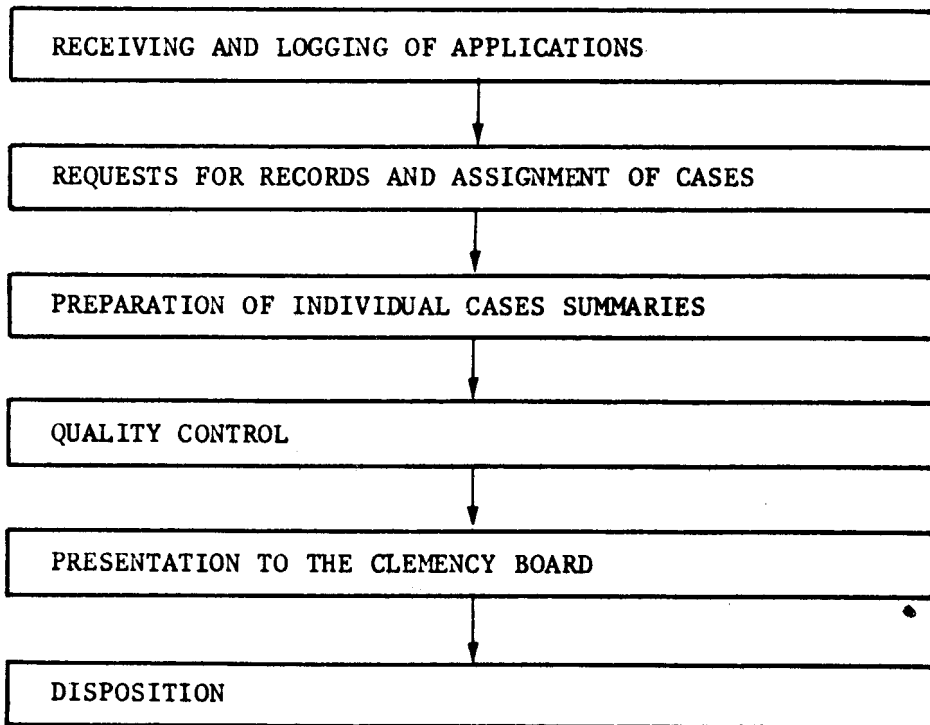 RECEIVING AND LOGGING OF APPLICATIONS
REQUESTS FOR RECORDS AND ASSIGNMENT OF CASES
PREPARATION OF INDIVIDUAL CASES SUMMARIES
QUALITY CONTROL
PRESENTATION TO THE CLEMENCY BOARD
DISPOSITION